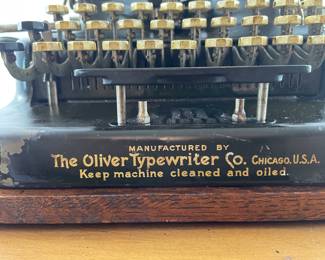 MANUFACTURED BY
The Oliver Typewriter Co. CHICAGO. U.S.A.
Keep machine cleaned and oiled.